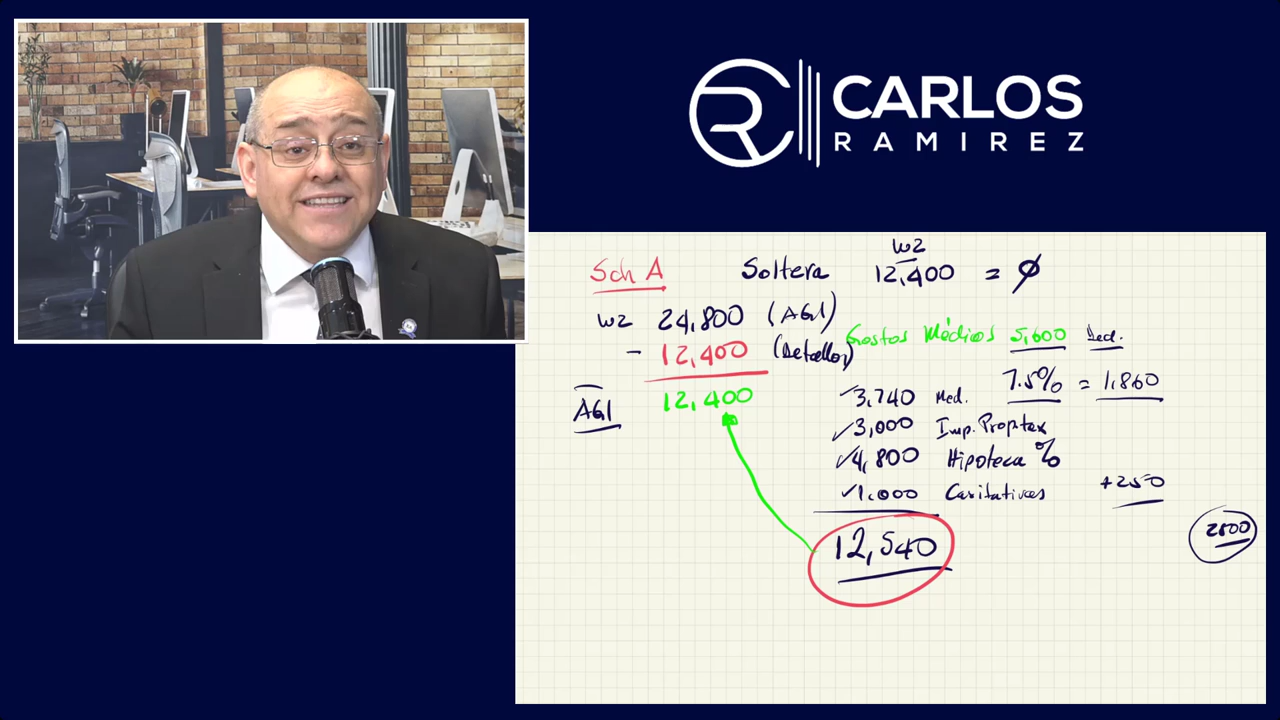 CARLOS
RAMIREZ
W2
Sch A Soltera 12,400 = ∅
W2 24,800 (AGI)
Gastos Médicos 5,600 Ded.
- 12,400 (Detallos)
7.5% = 1,860
AGI 12,400
✓3,740 Med.
✓3,000 Imp. Proptax
✓4,800 Hipoteca %
✓1,000 Caritativas +250
12,540
2800